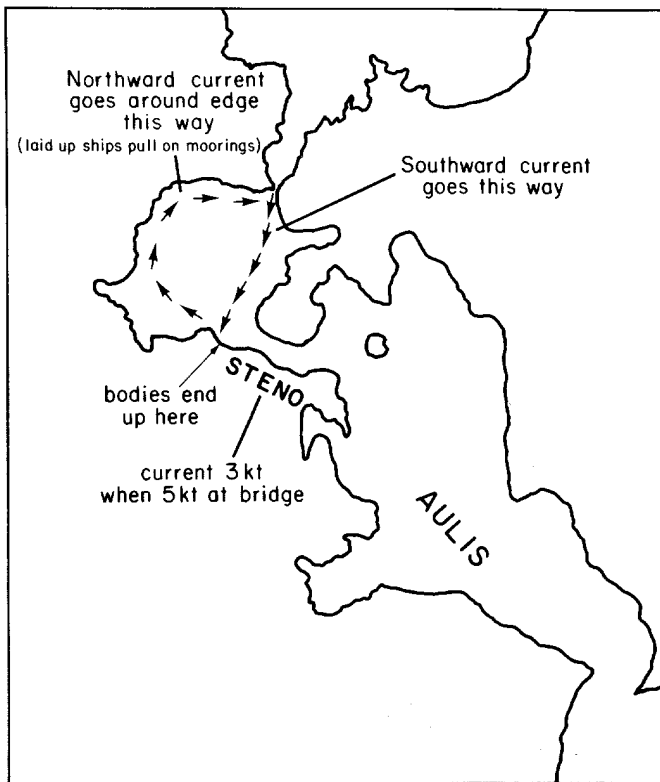 Northward current
goes around edge
this way
(laid up ships pull on moorings)
Southward current
goes this way
bodies end
up here
STENO
current 3kt
when 5kt at bridge
AULIS